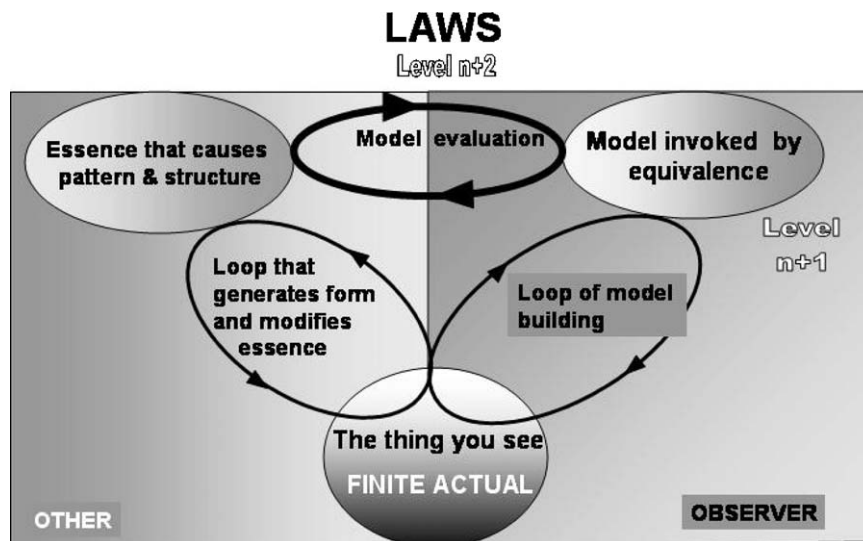 LAWS
Level n+2
Essence that causes
pattern & structure
Model evaluation
Model invoked by
equivalence
Level
n+1
Loop that
generates form
and modifies
essence
Loop of model
building
The thing you see
FINITE ACTUAL
OTHER
OBSERVER